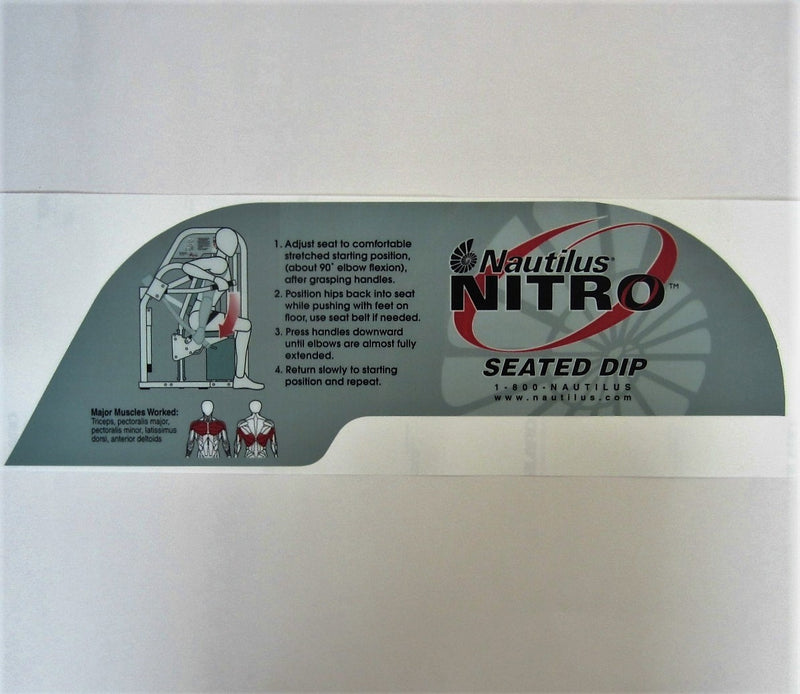 1. Adjust seat to comfortable
stretched starting position,
(about 90° elbow flexion),
after grasping handles.
2. Position hips back into seat
while pushing with feet on
floor, use seat belt if needed.
3. Press handles downward
until elbows are almost fully
extended.
4. Return slowly to starting
position and repeat.
Major Muscles Worked:
Triceps, pectoralis major,
pectoralis minor, latissimus
dorsi, anterior deltoids
Nautilus®
NITRO™
SEATED DIP
1-800-NAUTILUS
www.nautilus.com